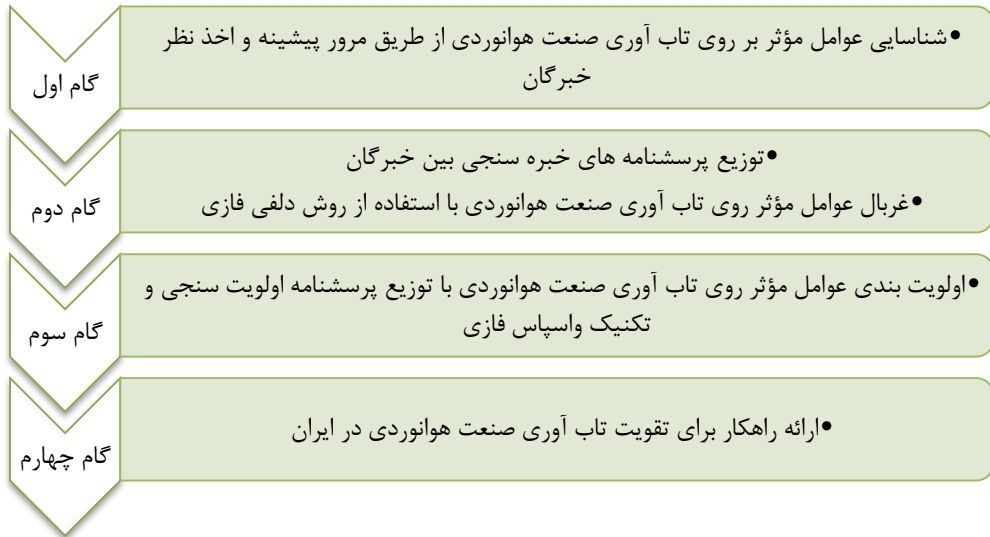 گام اول
•شناسایی عوامل مؤثر بر روی تاب آوری صنعت هوانوردی از طریق مرور پیشینه و اخذ نظر
خبرگان
گام دوم
•توزیع پرسشنامه های خبره سنجی بین خبرگان
•غربال عوامل مؤثر روی تاب آوری صنعت هوانوردی با استفاده از روش دلفی فازی
گام سوم
•اولویت بندی عوامل مؤثر روی تاب آوری صنعت هوانوردی با توزیع پرسشنامه اولویت سنجی و
تکنیک واسپاس فازی
گام چهارم
•ارائه راهکار برای تقویت تاب آوری صنعت هوانوردی در ایران